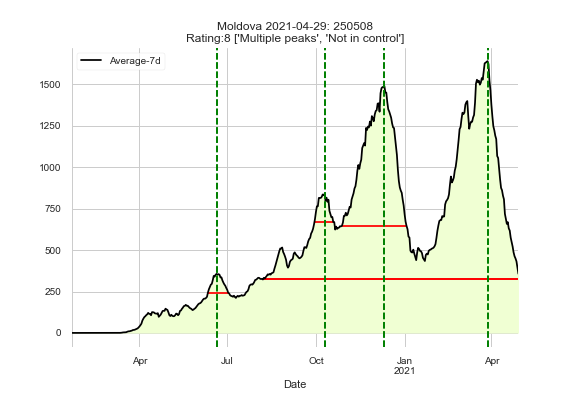 Moldova 2021-04-29: 250508
Rating:8 ['Multiple peaks', 'Not in control']
Average-7d
1500
1250
1000
750
500
250
0
Apr
Jul
Oct
Jan
2021
Apr
Date